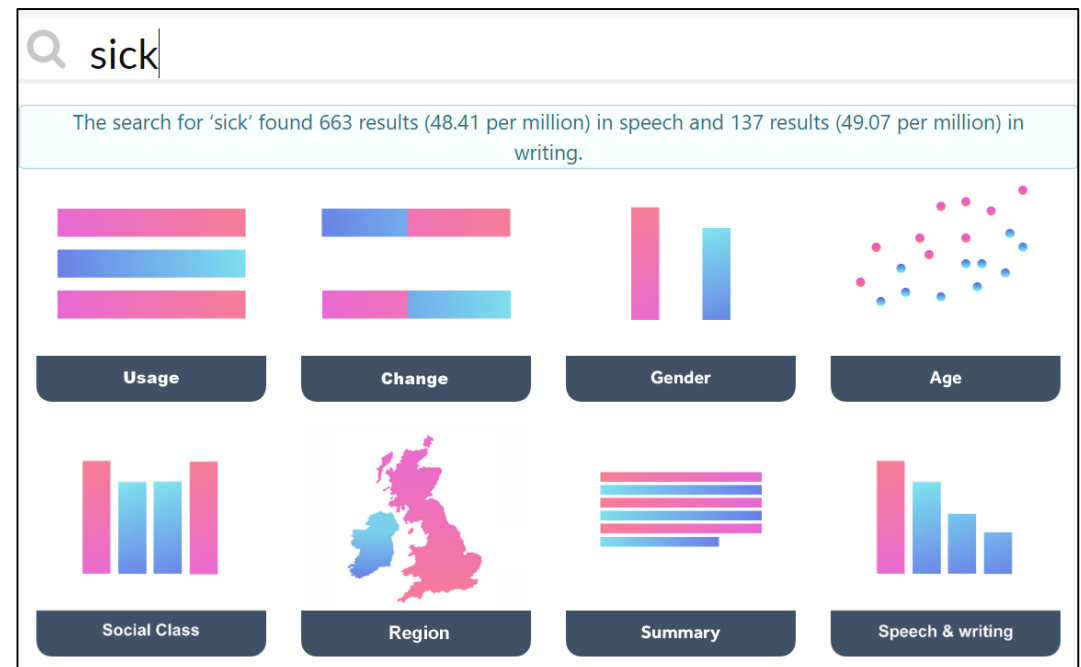 sick
The search for ‘sick’ found 663 results (48.41 per million) in speech and 137 results (49.07 per million) in
writing.
Usage
Change
Gender
Age
Social Class
Region
Summary
Speech & writing